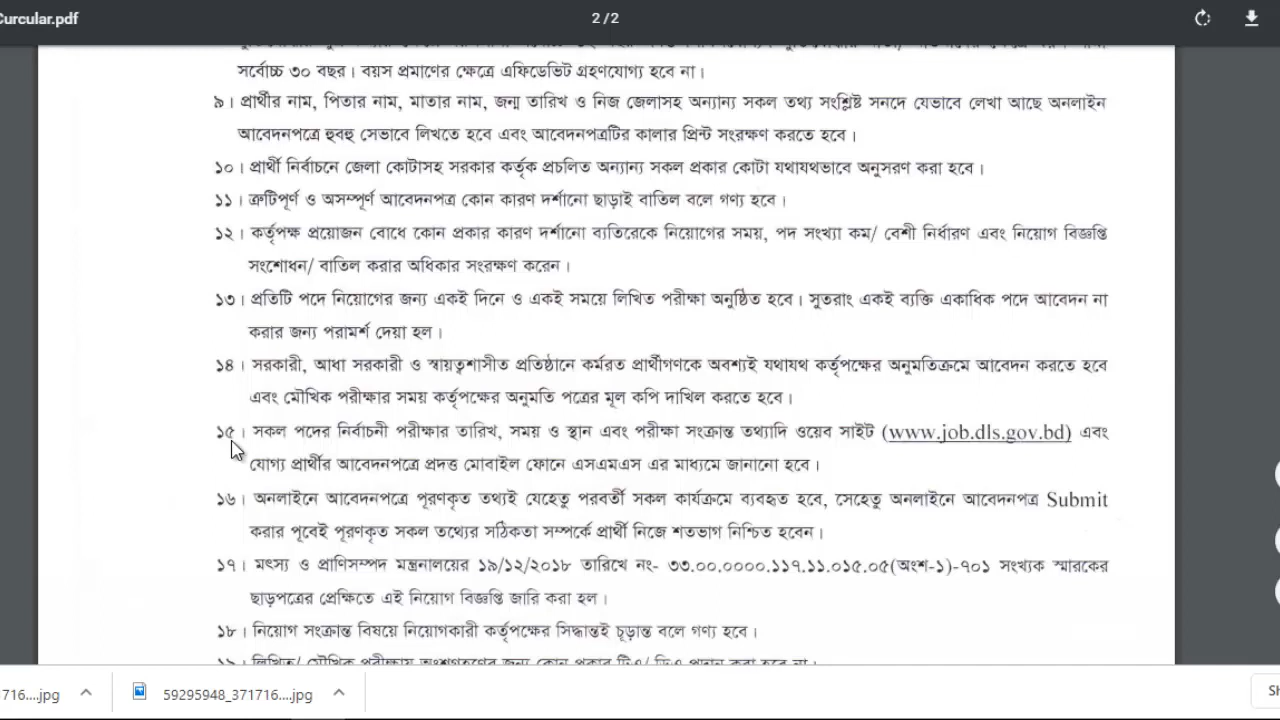 Curcular.pdf
2 / 2
সর্বোচ্চ ৩০ বছর। বয়স প্রমাণের ক্ষেত্রে এফিডেভিট গ্রহণযোগ্য হবে না।
৯। প্রার্থীর নাম, পিতার নাম, মাতার নাম, জন্ম তারিখ ও নিজ জেলাসহ অন্যান্য সকল তথ্য সংশ্লিষ্ট সনদে যেভাবে লেখা আছে অনলাইন
আবেদনপত্রে হুবহু সেভাবে লিখতে হবে এবং আবেদনপত্রটির কালার প্রিন্ট সংরক্ষণ করতে হবে।
১০। প্রার্থী নির্বাচনে জেলা কোটাসহ সরকার কর্তৃক প্রচলিত অন্যান্য সকল প্রকার কোটা যথাযথভাবে অনুসরণ করা হবে।
১১। ত্রুটিপূর্ণ ও অসম্পূর্ণ আবেদনপত্র কোন কারণ দর্শানো ছাড়াই বাতিল বলে গণ্য হবে।
১২। কর্তৃপক্ষ প্রয়োজন বোধে কোন প্রকার কারণ দর্শানো ব্যতিরেকে নিয়োগের সময়, পদ সংখ্যা কম/ বেশী নির্ধারণ এবং নিয়োগ বিজ্ঞপ্তি
সংশোধন/ বাতিল করার অধিকার সংরক্ষণ করেন।
১৩। প্রতিটি পদে নিয়োগের জন্য একই দিনে ও একই সময়ে লিখিত পরীক্ষা অনুষ্ঠিত হবে। সুতরাং একই ব্যক্তি একাধিক পদে আবেদন না
করার জন্য পরামর্শ দেয়া হল।
১৪। সরকারী, আধা সরকারী ও স্বায়ত্বশাসীত প্রতিষ্ঠানে কর্মরত প্রার্থীগণকে অবশ্যই যথাযথ কর্তৃপক্ষের অনুমতিক্রমে আবেদন করতে হবে
এবং মৌখিক পরীক্ষার সময় কর্তৃপক্ষের অনুমতি পত্রের মূল কপি দাখিল করতে হবে।
১৫। সকল পদের নির্বাচনী পরীক্ষার তারিখ, সময় ও স্থান এবং পরীক্ষা সংক্রান্ত তথ্যাদি ওয়েব সাইট (www.job.dls.gov.bd) এবং
যোগ্য প্রার্থীর আবেদনপত্রে প্রদত্ত মোবাইল ফোনে এসএমএস এর মাধ্যমে জানানো হবে।
১৬। অনলাইনে আবেদনপত্রে পূরণকৃত তথ্যই যেহেতু পরবর্তী সকল কার্যক্রমে ব্যবহৃত হবে, সেহেতু অনলাইনে আবেদনপত্র Submit
করার পূবেই পূরণকৃত সকল তথ্যের সঠিকতা সম্পর্কে প্রার্থী নিজে শতভাগ নিশ্চিত হবেন।
১৭। মৎস্য ও প্রাণিসম্পদ মন্ত্রনালয়ের ১৯/১২/২০১৮ তারিখে নং- ৩৩.০০.০০০০.১১৭.১১.০১৫.০৫(অংশ-১)-৭০১ সংখ্যক স্মারকের
ছাড়পত্রের প্রেক্ষিতে এই নিয়োগ বিজ্ঞপ্তি জারি করা হল।
১৮। নিয়োগ সংক্রান্ত বিষয়ে নিয়োগকারী কর্তৃপক্ষের সিদ্ধান্তই চূড়ান্ত বলে গণ্য হবে।
১৯। লিখিত/ মৌখিক পরীক্ষায় অংশগ্রহণের জন্য কোন প্রকার টিএ/ ডিএ প্রদান করা হবে না।
1716....jpg
59295948_371716....jpg